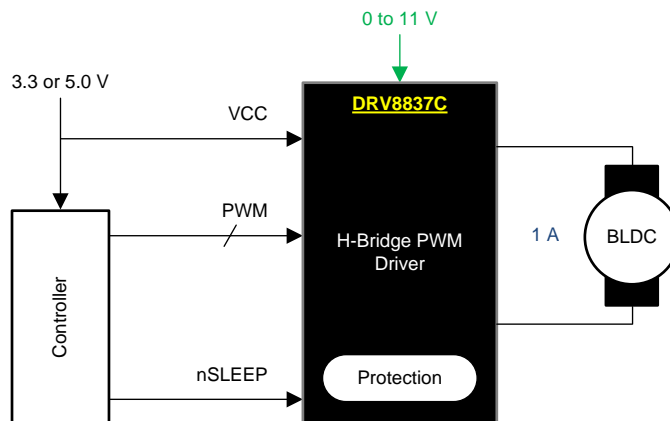 0 to 11 V
3.3 or 5.0 V
DRV8837C
VCC
PWM
H-Bridge PWM
Driver
1 A
BLDC
Controller
nSLEEP
Protection